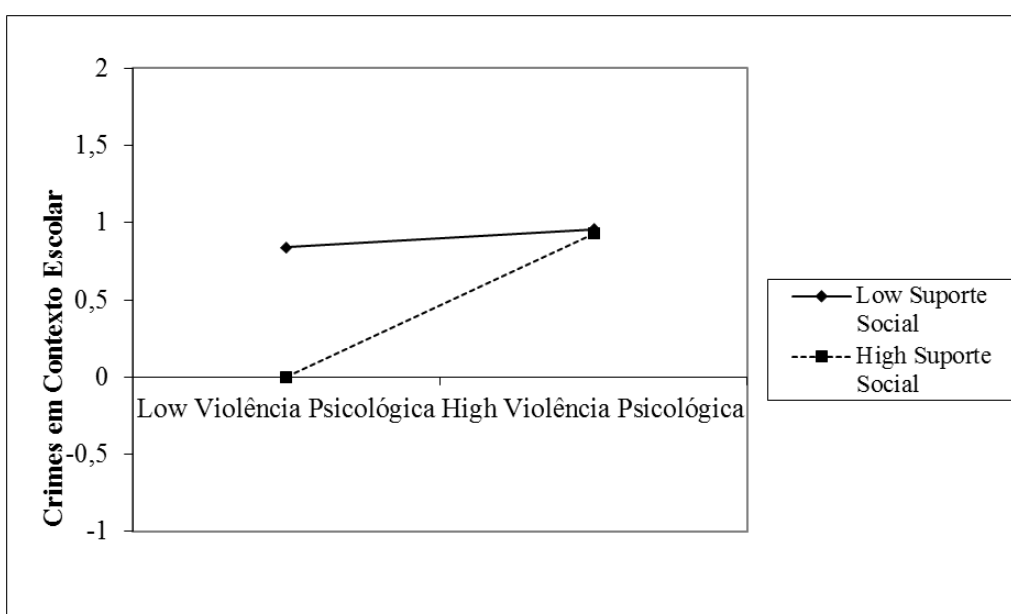 2
1,5
1
0,5
0
-0,5
-1
Crimes em Contexto Escolar
Low Violência Psicológica High Violência Psicológica
Low Suporte
Social
High Suporte
Social